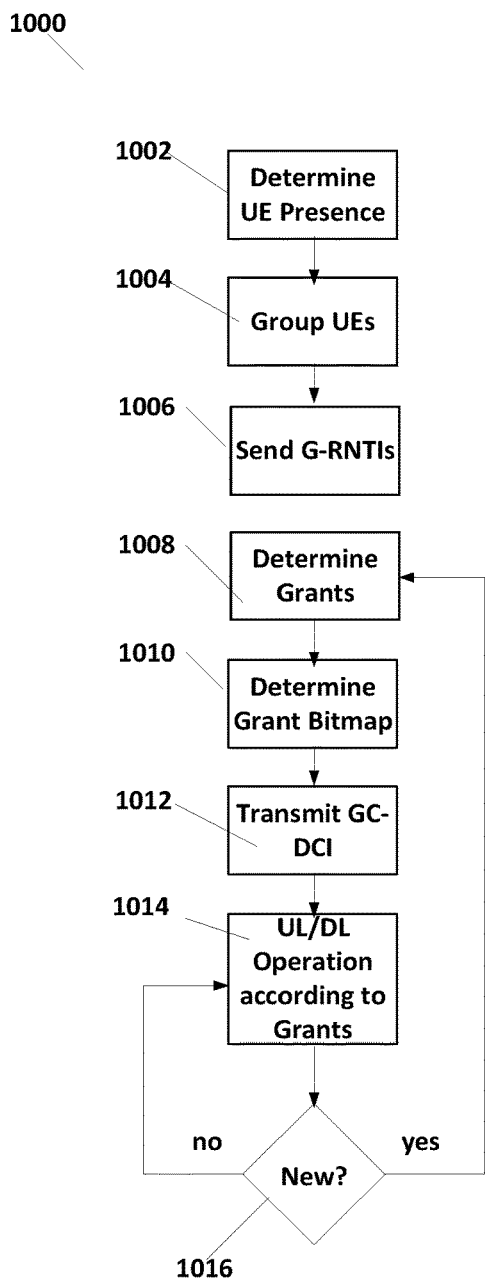 1000
1002
Determine
UE Presence
1004
Group UEs
1006
Send G-RNTIs
1008
Determine
Grants
1010
Determine
Grant Bitmap
1012
Transmit GC-
DCI
1014
UL/DL
Operation
according to
Grants
no
yes
New?
1016